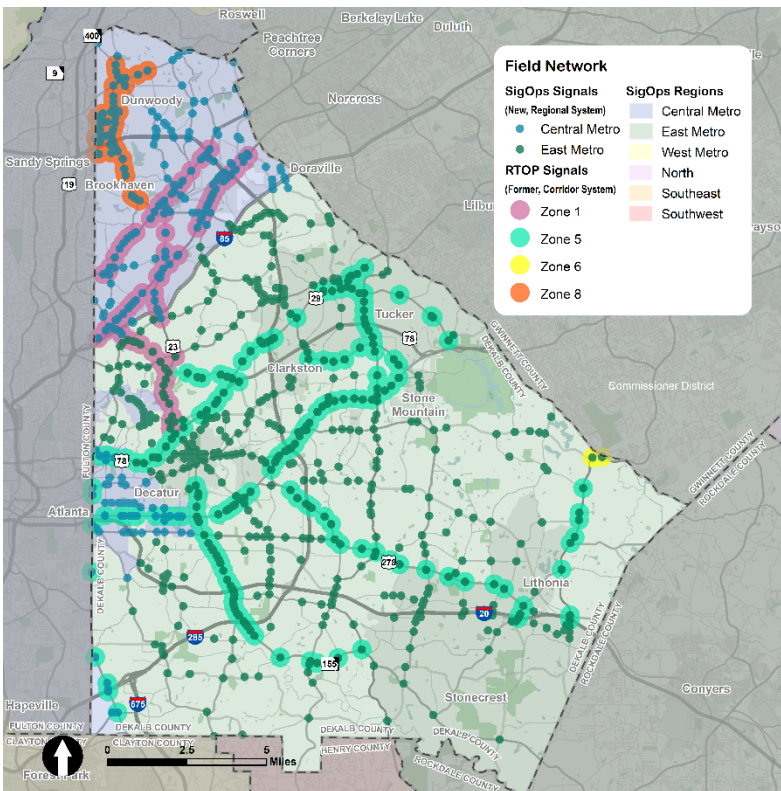 Roswell
Berkeley Lake
Duluth
400
Peachtree
Corners
9
Dunwoody
Norcross
Sandy Springs
19
Brookhaven
Doraville
Lilbu
ayson
85
29
Tucker
23
78
Clarkston
Stone
Mountain
GWINNETT COUNTY
DEKALB COUNTY
Commissioner District
FULTON COUNTY
DEKALB COUNTY
78
Decatur
Atlanta
GWINNETT COUNTY
ROCKDALE COUNTY
278
Lithonia
20
DEKALB COUNTY
ROCKDALE COUNTY
285
155
Conyers
Stonecrest
Hapeville
675
FULTON COUNTY
CLAYTON COUNTY
DEKALB COUNTY
CLAYTON COUNTY
DEKALB COUNTY
HENRY COUNTY
DEKALB COUNTY
ROCKDALE COUNTY
Forest Park
0 2.5 5
Miles
Field Network
SigOps Signals
(New, Regional System)
Central Metro
East Metro
RTOP Signals
(Former, Corridor System)
Zone 1
Zone 5
Zone 6
Zone 8
SigOps Regions
Central Metro
East Metro
West Metro
North
Southeast
Southwest